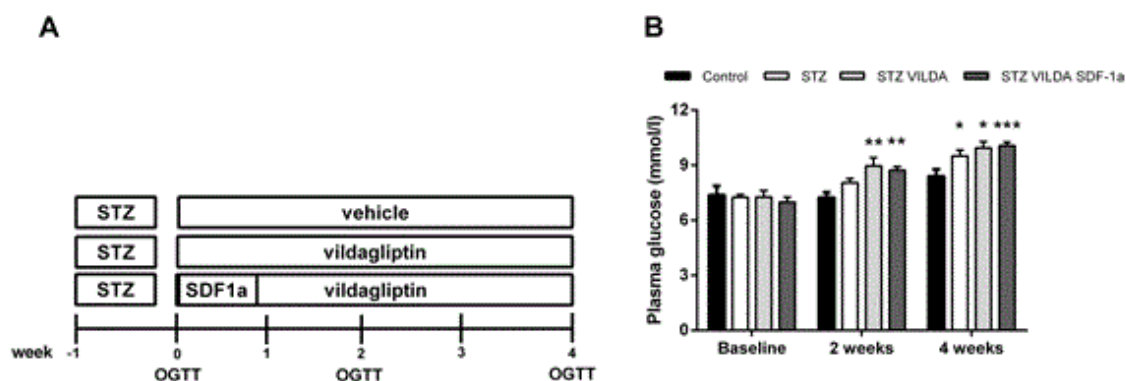 A
STZ
vehicle
STZ
vildagliptin
STZ
SDF1a
vildagliptin
week
-1
0
1
2
3
4
OGTT
OGTT
OGTT
B
Control
STZ
STZ VILDA
STZ VILDA SDF-1a
Plasma glucose (mmol/l)
12
9
6
3
0
**
**
*
*
***
Baseline
2 weeks
4 weeks